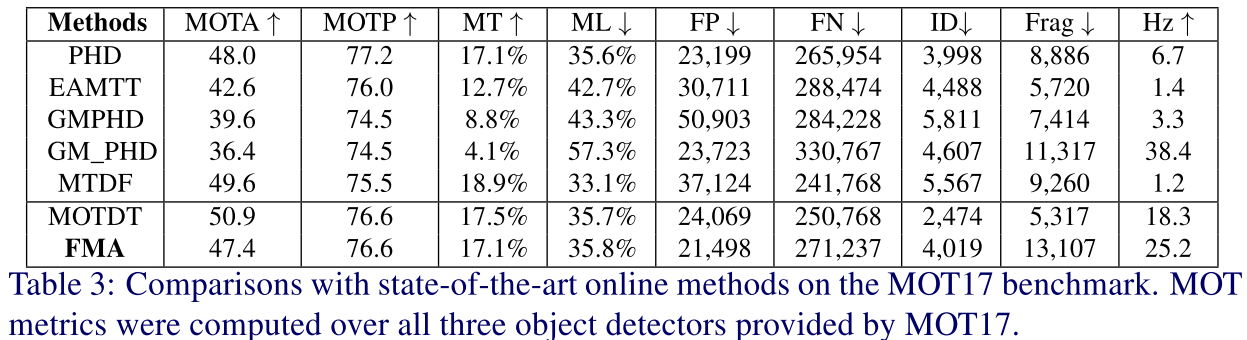 Methods MOTA ↑ MOTP ↑ MT ↑ ML ↓ FP ↓ FN ↓ ID↓ Frag ↓ Hz ↑
PHD 48.0 77.2 17.1% 35.6% 23,199 265,954 3,998 8,886 6.7
EAMTT 42.6 76.0 12.7% 42.7% 30,711 288,474 4,488 5,720 1.4
GMPHD 39.6 74.5 8.8% 43.3% 50,903 284,228 5,811 7,414 3.3
GM_PHD 36.4 74.5 4.1% 57.3% 23,723 330,767 4,607 11,317 38.4
MTDF 49.6 75.5 18.9% 33.1% 37,124 241,768 5,567 9,260 1.2
MOTDT 50.9 76.6 17.5% 35.7% 24,069 250,768 2,474 5,317 18.3
FMA 47.4 76.6 17.1% 35.8% 21,498 271,237 4,019 13,107 25.2
Table 3: Comparisons with state-of-the-art online methods on the MOT17 benchmark. MOT
metrics were computed over all three object detectors provided by MOT17.